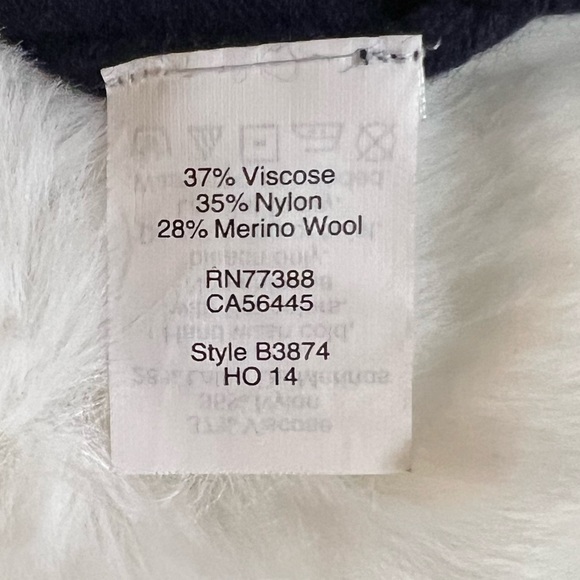 37% Viscose
35% Nylon
28% Merino Wool
RN77388
CA56445
Style B3874
HO 14